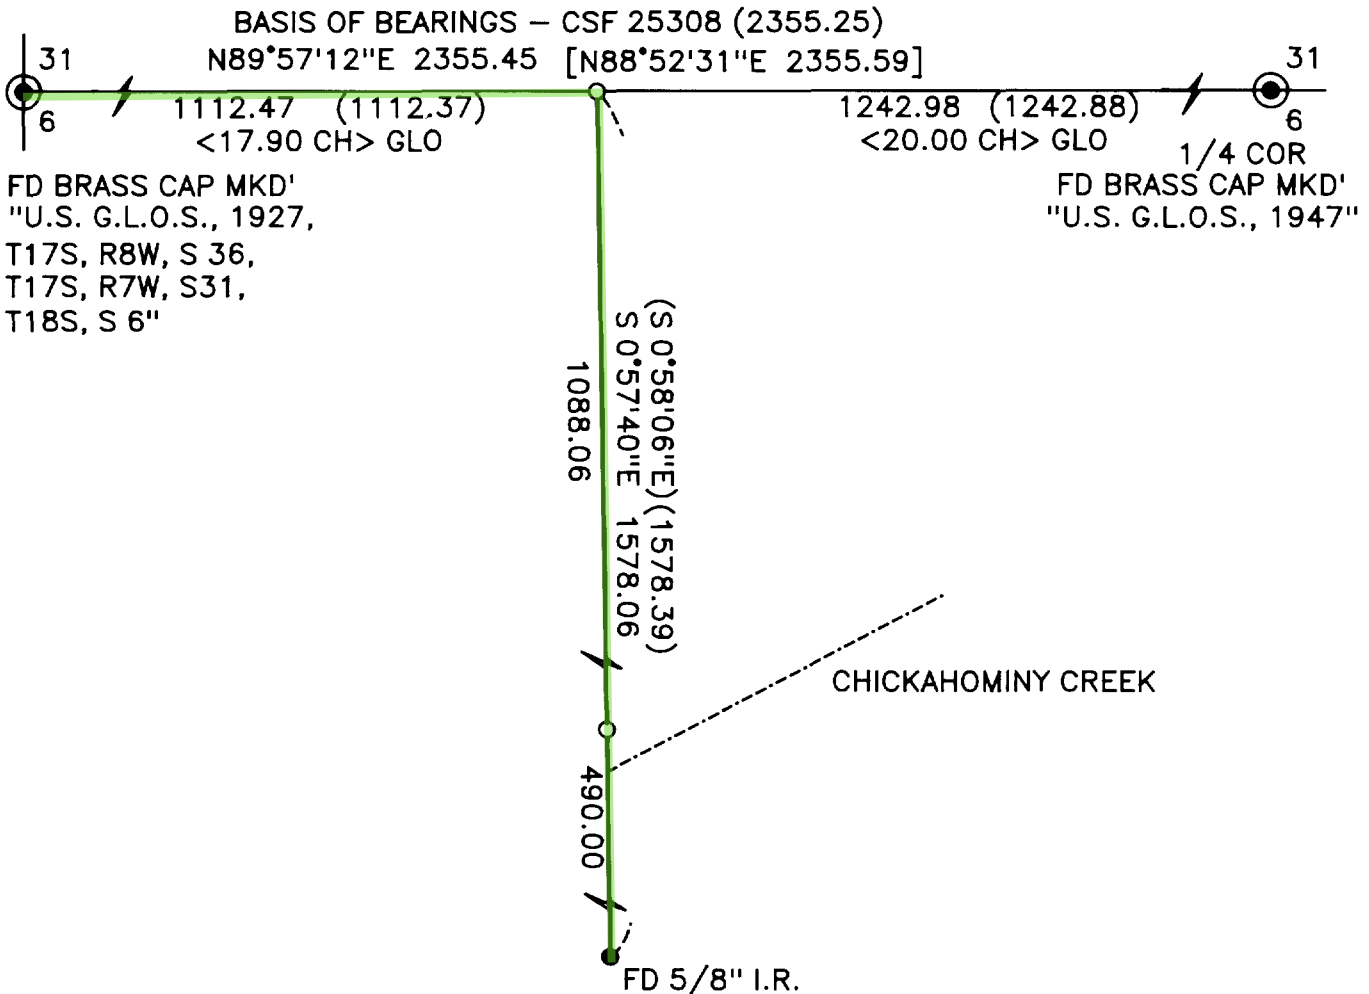 BASIS OF BEARINGS – CSF 25308 (2355.25)
N89°57'12"E 2355.45 [N88°52'31"E 2355.59]
31
31
6
6
1112.47 (1112.37)
<17.90 CH> GLO
1242.98 (1242.88)
<20.00 CH> GLO
1/4 COR
FD BRASS CAP MKD'
"U.S. G.L.O.S., 1947"
FD BRASS CAP MKD'
"U.S. G.L.O.S., 1927,
T17S, R8W, S 36,
T17S, R7W, S31,
T18S, S 6"
(S 0°58'06"E)(1578.39)
S 0°57'40"E 1578.06
1088.06
CHICKAHOMINY CREEK
490.00
FD 5/8" I.R.